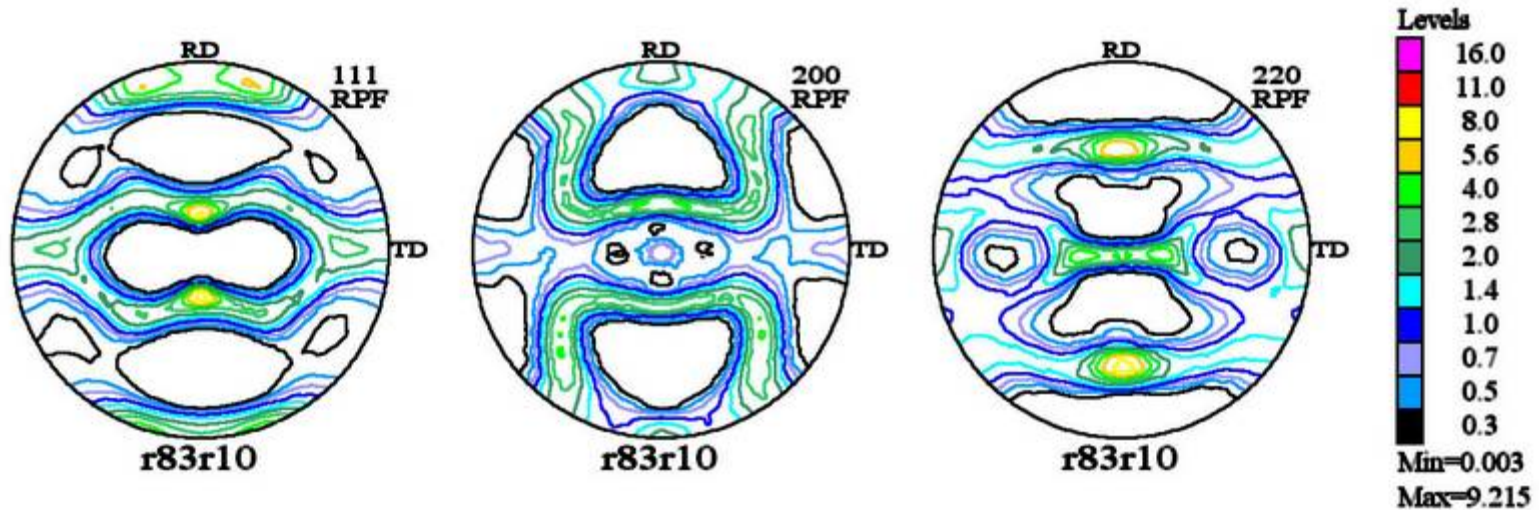 RD
111
RPF
TD
r83r10
RD
200
RPF
TD
r83r10
RD
220
RPF
TD
r83r10
Levels
16.0
11.0
8.0
5.6
4.0
2.8
2.0
1.4
1.0
0.7
0.5
0.3
Min=0.003
Max=9.215